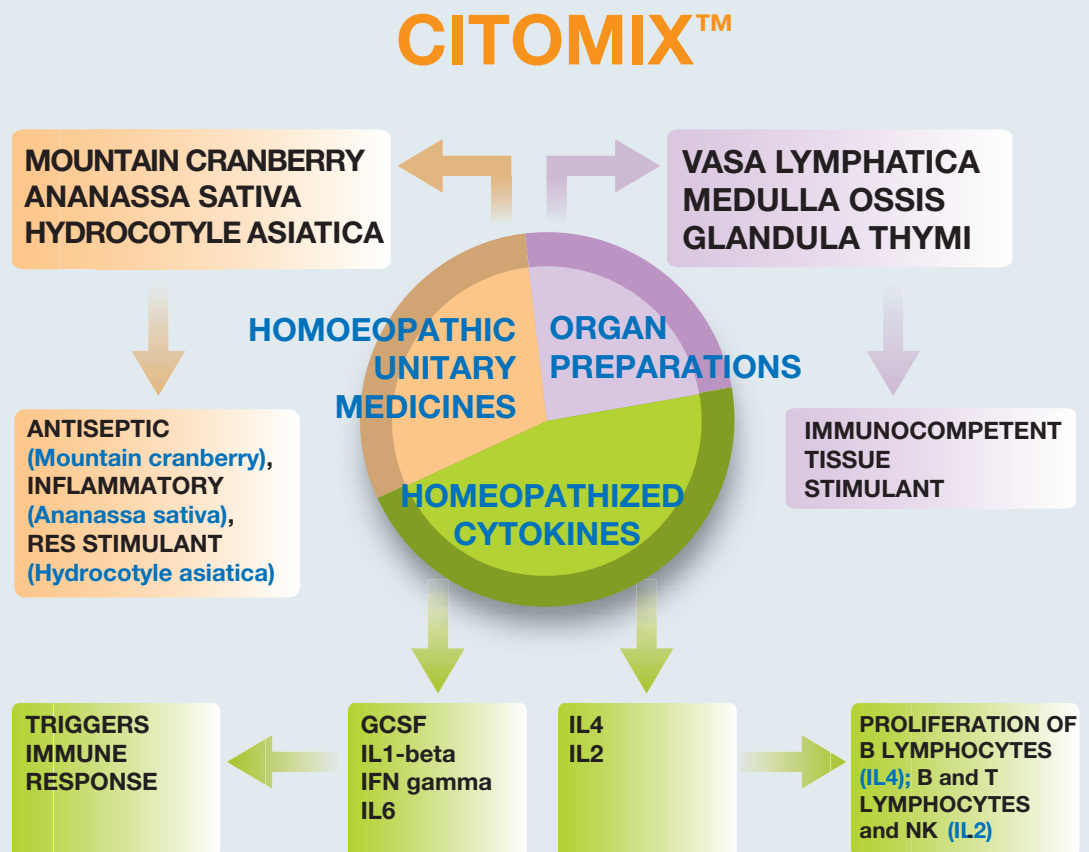 CITOMIX™
MOUNTAIN CRANBERRY
ANANASSA SATIVA
HYDROCOTYLE ASIATICA
VASA LYMPHATICA
MEDULLA OSSIS
GLANDULA THYMI
HOMOEOPATHIC
UNITARY
MEDICINES
ORGAN
PREPARATIONS
HOMEOPATHIZED
CYTOKINES
ANTISEPTIC
(Mountain cranberry),
INFLAMMATORY
(Ananassa sativa),
RES STIMULANT
(Hydrocotyle asiatica)
IMMUNOCOMPETENT
TISSUE
STIMULANT
TRIGGERS
IMMUNE
RESPONSE
GCSF
IL1-beta
IFN gamma
IL6
IL4
IL2
PROLIFERATION OF
B LYMPHOCYTES
(IL4); B and T
LYMPHOCYTES
and NK (IL2)